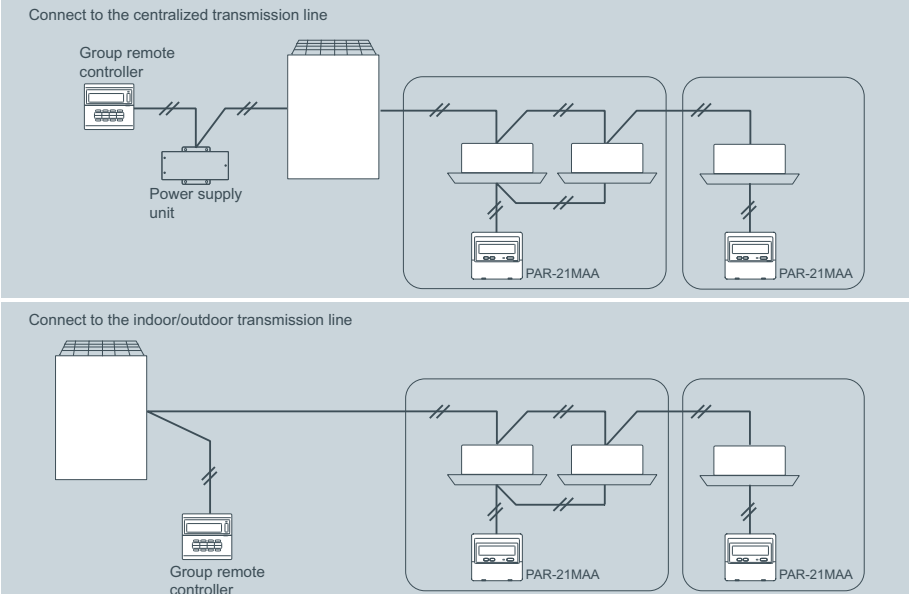 Connect to the centralized transmission line
Group remote
controller
Power supply
unit
PAR-21MAA
PAR-21MAA
Connect to the indoor/outdoor transmission line
Group remote
controller
PAR-21MAA
PAR-21MAA